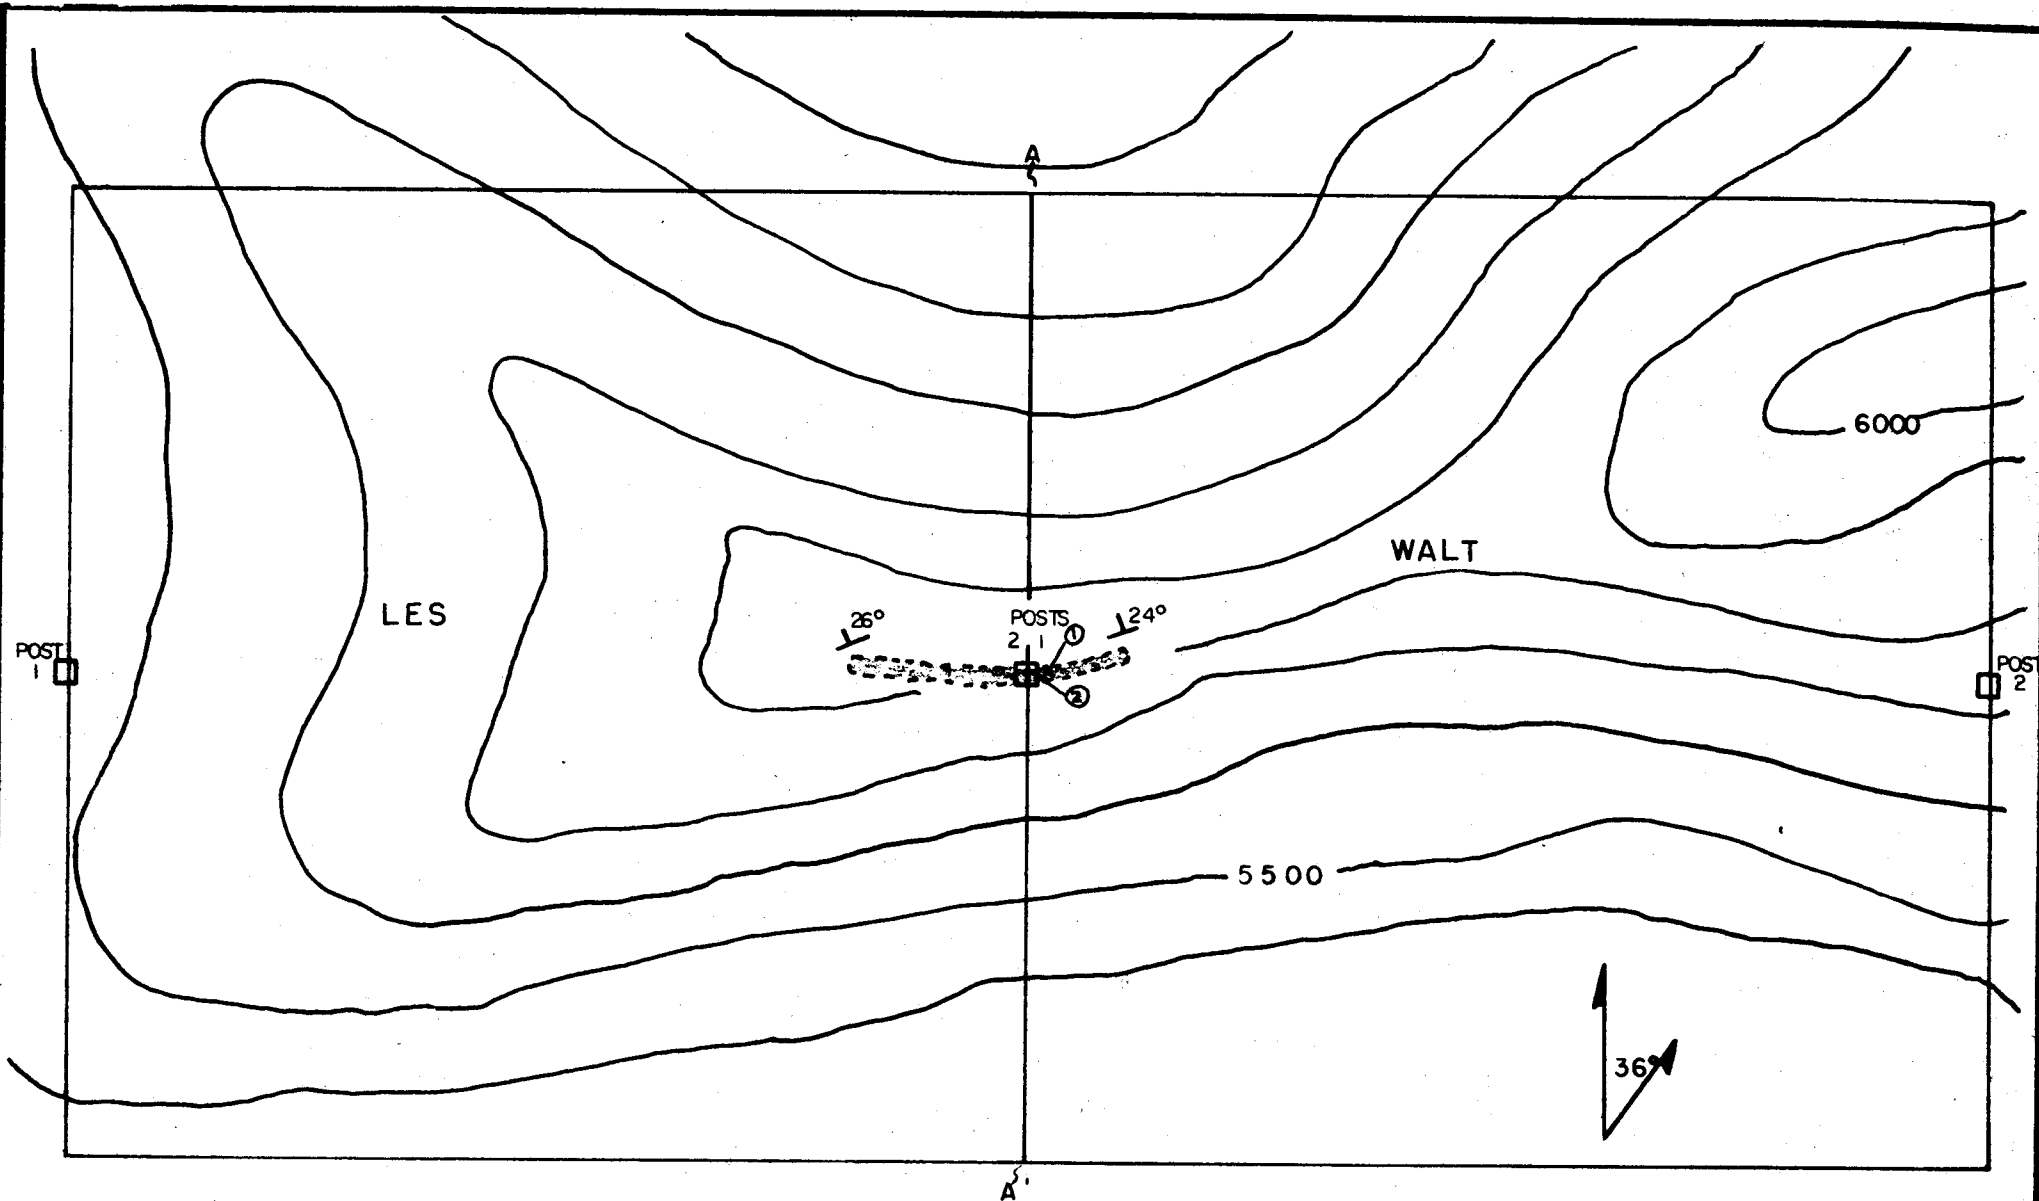 A
6000
WALT
LES
26°
POSTS
2 1
①
24°
POST
1
POST
2
②
5500
36°
A'